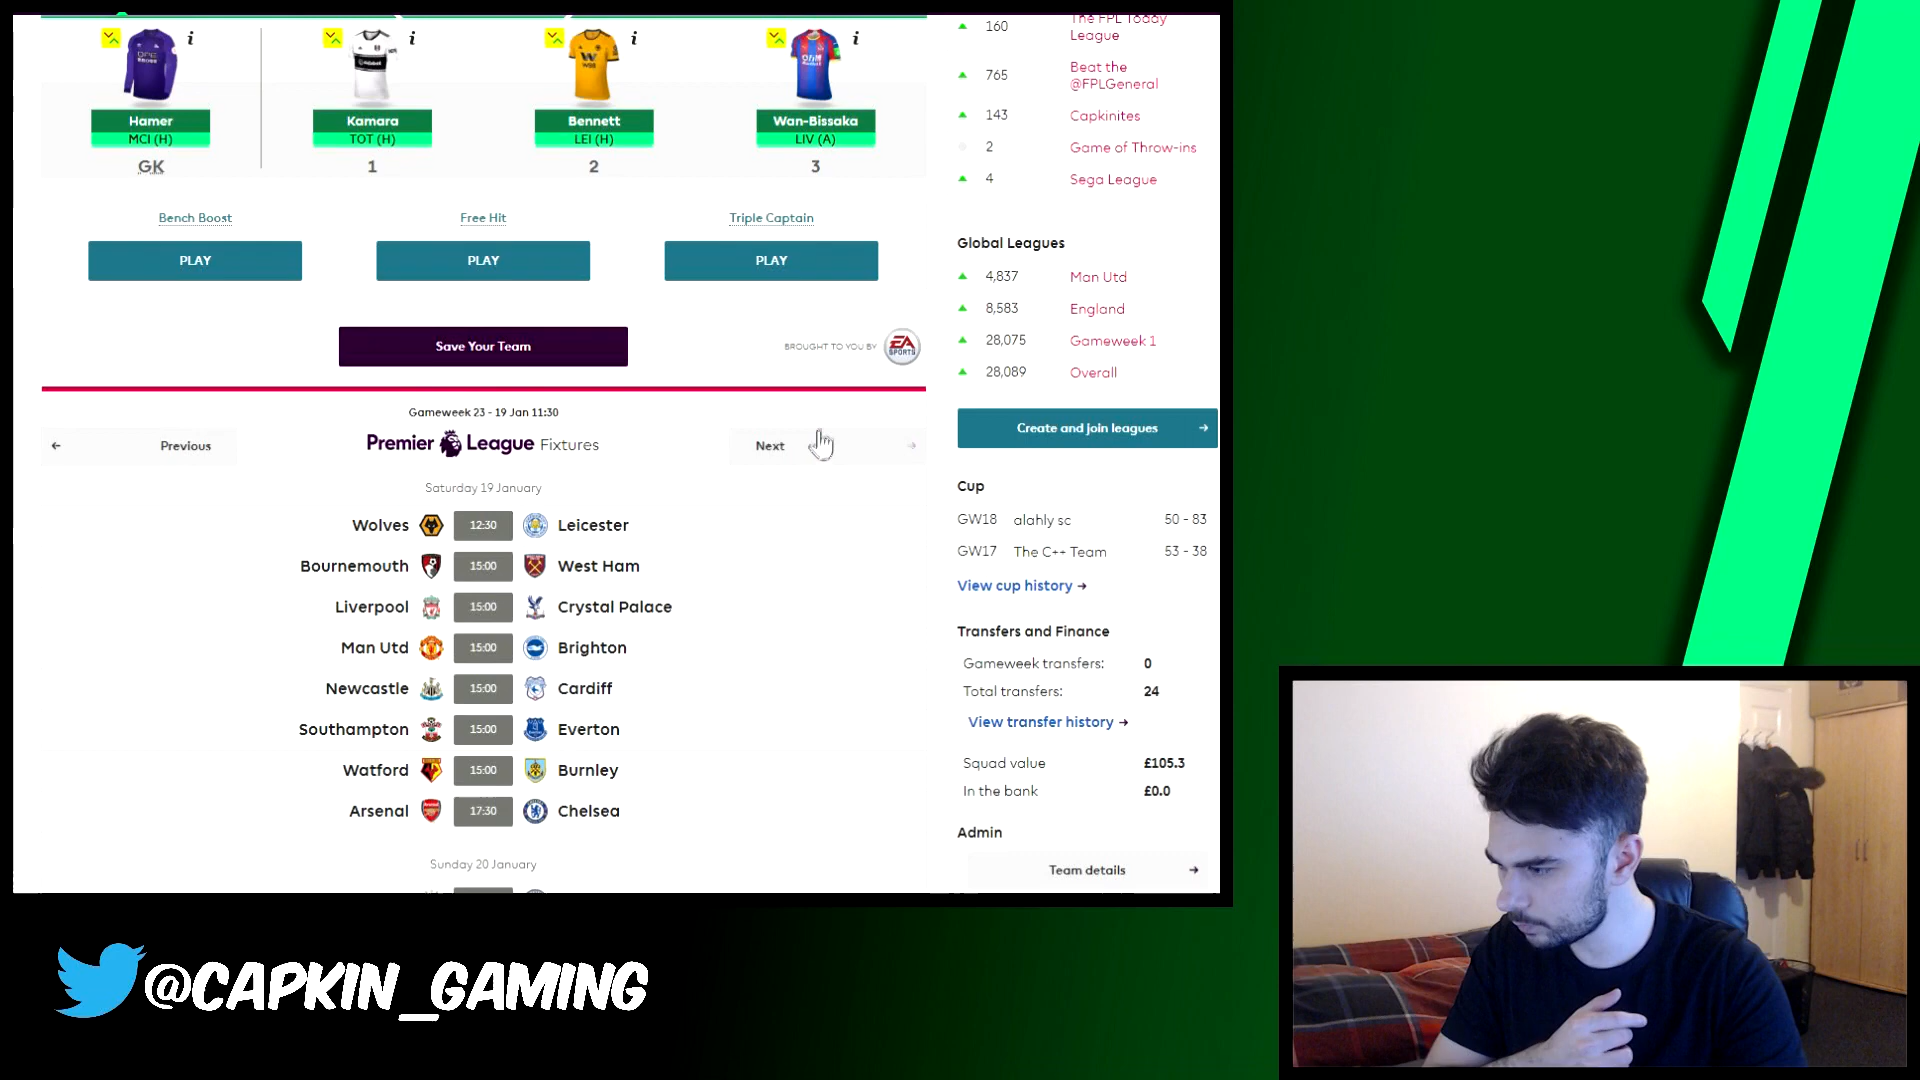 160 The FPL Today League
765 Beat the @FPLGeneral
143 Capkinites
2 Game of Throw-ins
4 Sega League
i i i i
Hamer Kamara Bennett Wan-Bissaka
MCI (H) TOT (H) LEI (H) LIV (A)
GK 1 2 3
Bench Boost Free Hit Triple Captain
PLAY PLAY PLAY
Save Your Team
BROUGHT TO YOU BY EA SPORTS
Gameweek 23 - 19 Jan 11:30
Previous Premier League Fixtures Next
Saturday 19 January
Wolves 12:30 Leicester
Bournemouth 15:00 West Ham
Liverpool 15:00 Crystal Palace
Man Utd 15:00 Brighton
Newcastle 15:00 Cardiff
Southampton 15:00 Everton
Watford 15:00 Burnley
Arsenal 17:30 Chelsea
Sunday 20 January
Global Leagues
4,837 Man Utd
8,583 England
28,075 Gameweek 1
28,089 Overall
Create and join leagues
Cup
GW18 alahly sc 50 - 83
GW17 The C++ Team 53 - 38
View cup history
Transfers and Finance
Gameweek transfers: 0
Total transfers: 24
View transfer history
Squad value £105.3
In the bank £0.0
Admin
Team details
@CAPKIN_GAMING